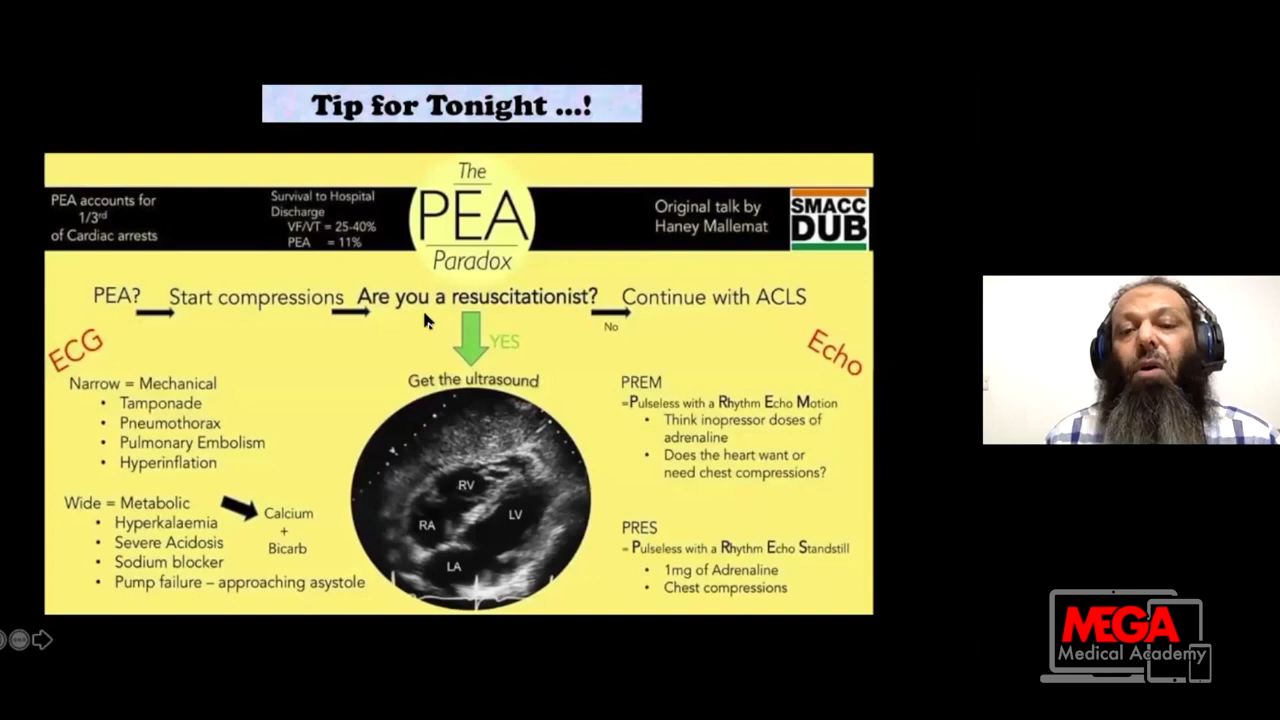 Tip for Tonight ...!
The
PEA
Paradox
PEA accounts for
1/3rd
of Cardiac arrests
Survival to Hospital
Discharge
VF/VT = 25-40%
PEA = 11%
Original talk by
Haney Mallemat
SMACC
DUB
PEA? Start compressions Are you a resuscitationist? Continue with ACLS
YES
No
ECG
Narrow = Mechanical
• Tamponade
• Pneumothorax
• Pulmonary Embolism
• Hyperinflation
Wide = Metabolic
• Hyperkalaemia
• Severe Acidosis
• Sodium blocker
• Pump failure – approaching asystole
Calcium
+
Bicarb
Get the ultrasound
RV
RA
LV
LA
Echo
PREM
=Pulseless with a Rhythm Echo Motion
• Think inopressor doses of
adrenaline
• Does the heart want or
need chest compressions?
PRES
= Pulseless with a Rhythm Echo Standstill
• 1mg of Adrenaline
• Chest compressions
MEGA
Medical Academy